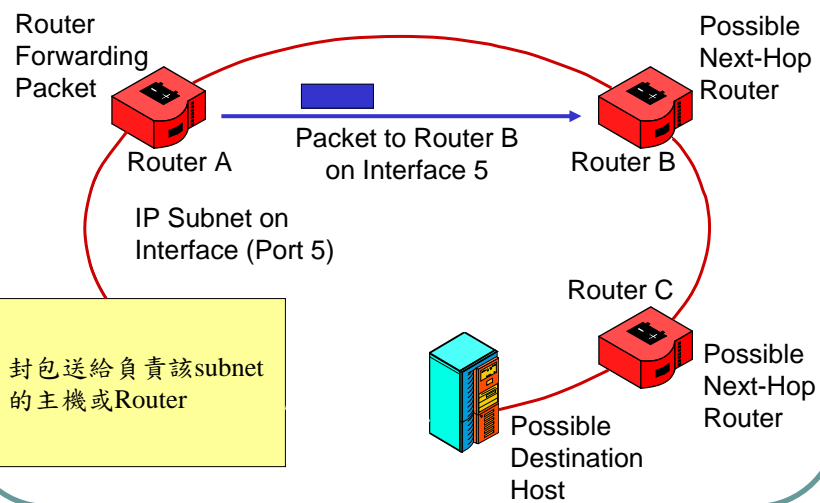 Router
Forwarding
Packet
Possible
Next-Hop
Router
Router A
Packet to Router B
on Interface 5
Router B
IP Subnet on
Interface (Port 5)
Router C
封包送給負責該subnet
的主機或Router
Possible
Next-Hop
Router
Possible
Destination
Host